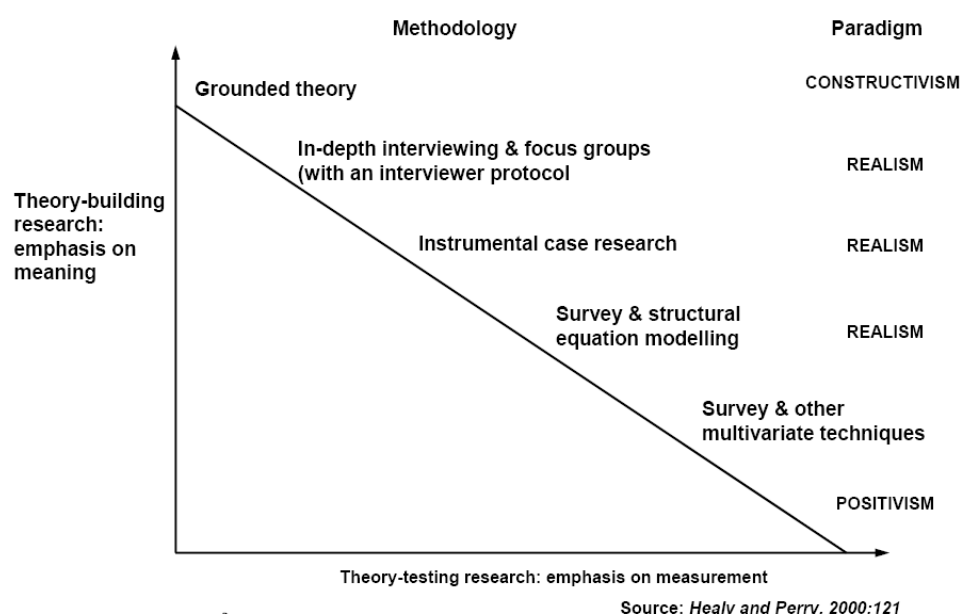 Methodology
Paradigm
Grounded theory
CONSTRUCTIVISM
In-depth interviewing & focus groups
(with an interviewer protocol
REALISM
Theory-building
research:
emphasis on
meaning
Instrumental case research
REALISM
Survey & structural
equation modelling
REALISM
Survey & other
multivariate techniques
POSITIVISM
Theory-testing research: emphasis on measurement
Source: Healy and Perry, 2000:121